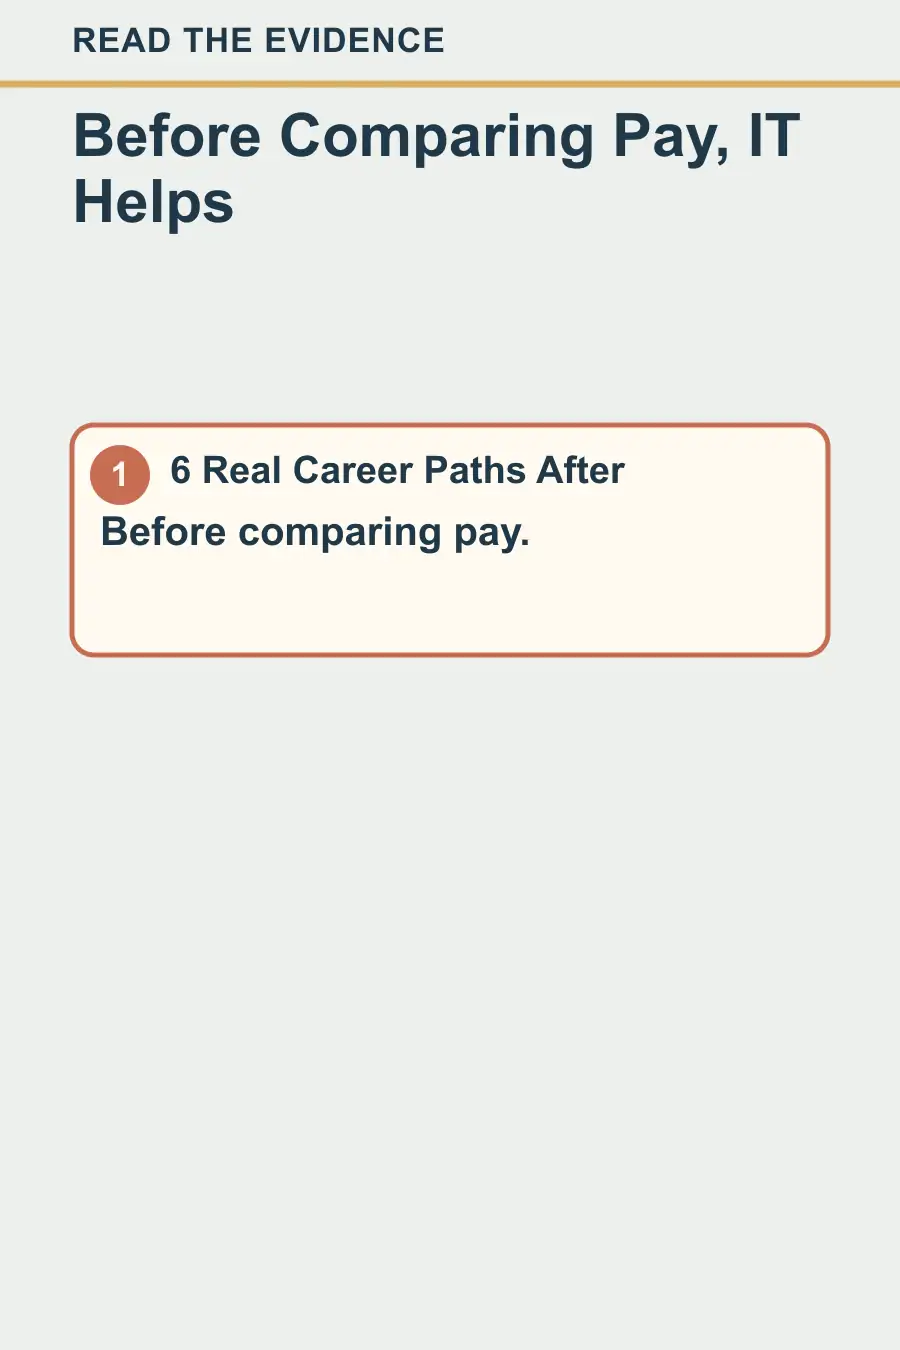 READ THE EVIDENCE
Before Comparing Pay, IT
Helps
1 6 Real Career Paths After
Before comparing pay.